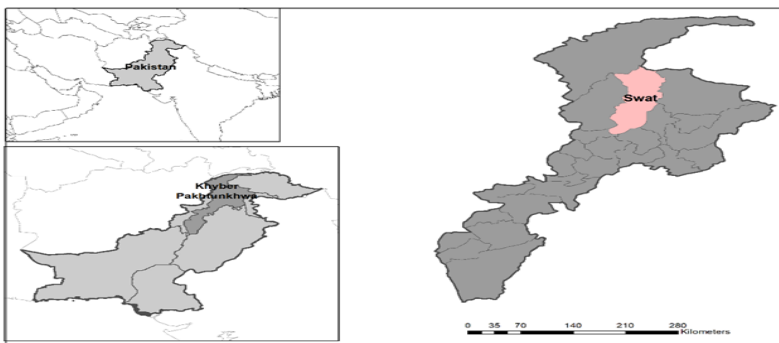 Pakistan
Khyber
Pakhtunkhwa
Swat
0 35 70 140 210 280
Kilometers